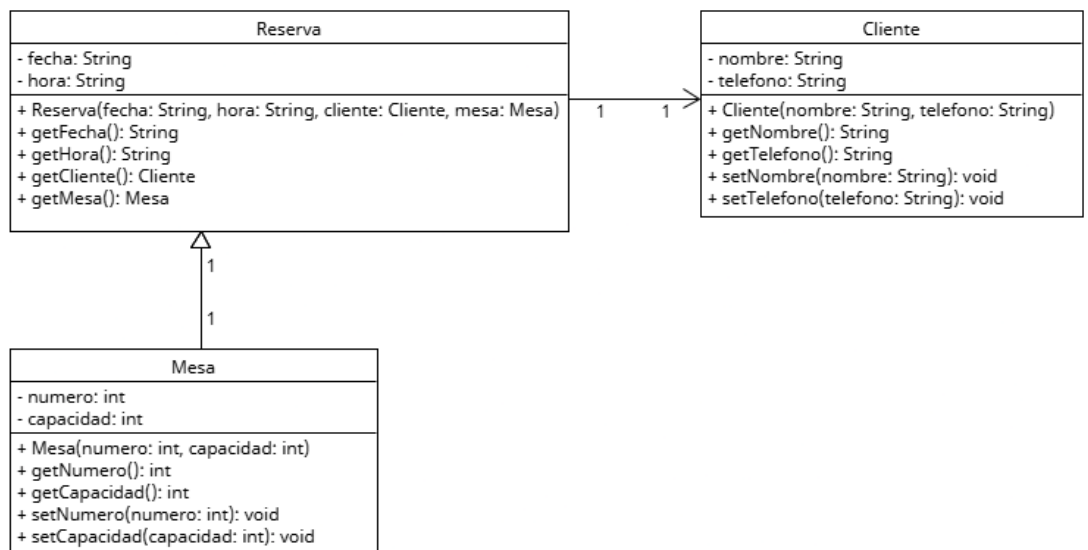 Reserva
- fecha: String
- hora: String
+ Reserva(fecha: String, hora: String, cliente: Cliente, mesa: Mesa)
+ getFecha(): String
+ getHora(): String
+ getCliente(): Cliente
+ getMesa(): Mesa
1 1
Cliente
- nombre: String
- telefono: String
+ Cliente(nombre: String, telefono: String)
+ getNombre(): String
+ getTelefono(): String
+ setNombre(nombre: String): void
+ setTelefono(telefono: String): void
1
1
Mesa
- numero: int
- capacidad: int
+ Mesa(numero: int, capacidad: int)
+ getNumero(): int
+ getCapacidad(): int
+ setNumero(numero: int): void
+ setCapacidad(capacidad: int): void